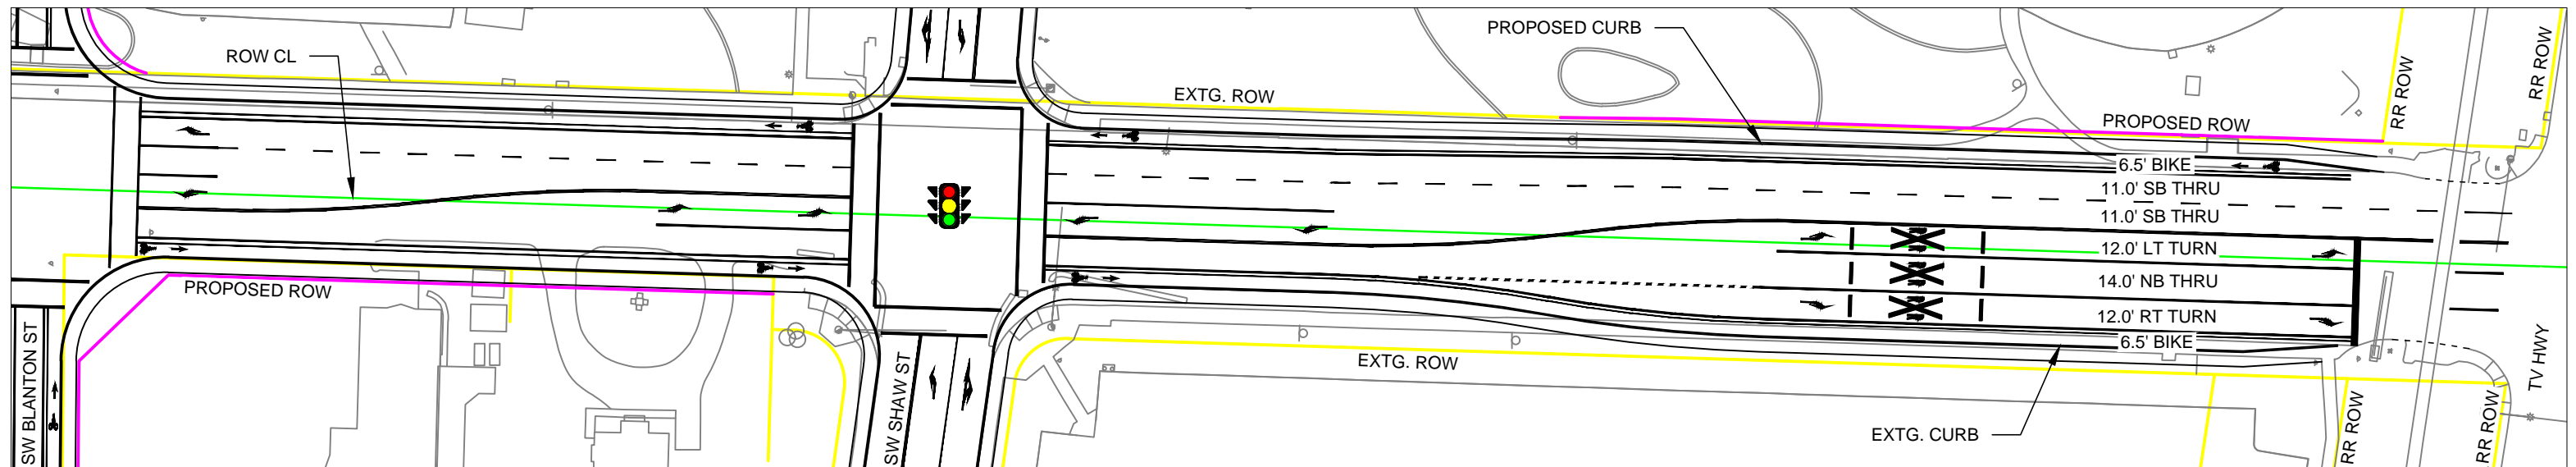 ROW CL
PROPOSED CURB
EXTG. ROW
RR ROW
RR ROW
PROPOSED ROW
6.5' BIKE
11.0' SB THRU
11.0' SB THRU
12.0' LT TURN
14.0' NB THRU
12.0' RT TURN
6.5' BIKE
PROPOSED ROW
EXTG. ROW
EXTG. CURB
SW BLANTON ST
SW SHAW ST
TV HWY
RR ROW
RR ROW